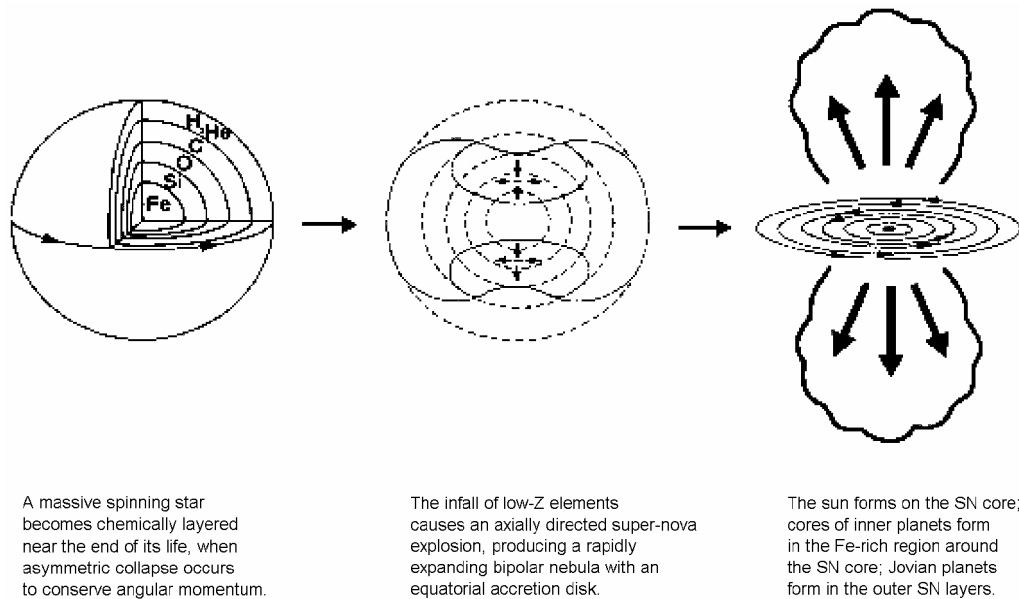 H, He
C
O
Si
Fe
A massive spinning star
becomes chemically layered
near the end of its life, when
asymmetric collapse occurs
to conserve angular momentum.
The infall of low-Z elements
causes an axially directed super-nova
explosion, producing a rapidly
expanding bipolar nebula with an
equatorial accretion disk.
The sun forms on the SN core;
cores of inner planets form
in the Fe-rich region around
the SN core; Jovian planets
form in the outer SN layers.